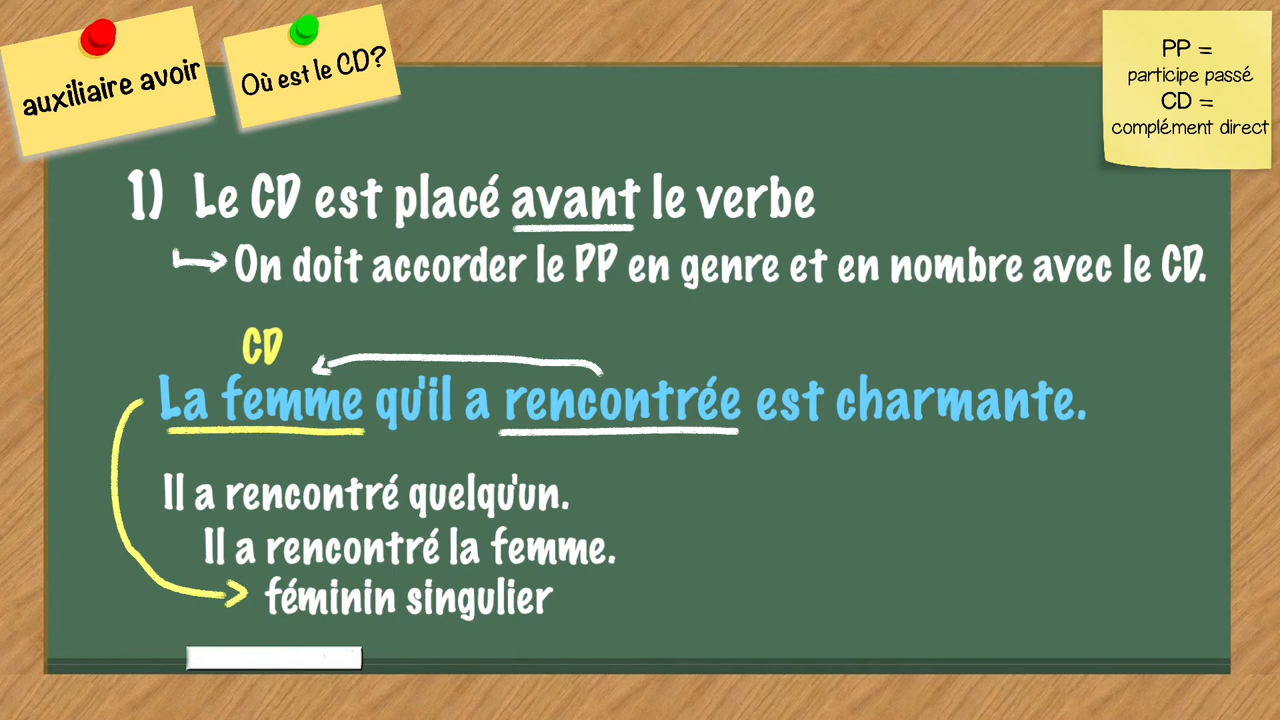 auxiliaire avoir
Où est le CD?
PP =
participe passé
CD =
complément direct
1) Le CD est placé avant le verbe
On doit accorder le PP en genre et en nombre avec le CD.
CD
La femme qu'il a rencontrée est charmante.
Il a rencontré quelqu'un.
Il a rencontré la femme.
féminin singulier